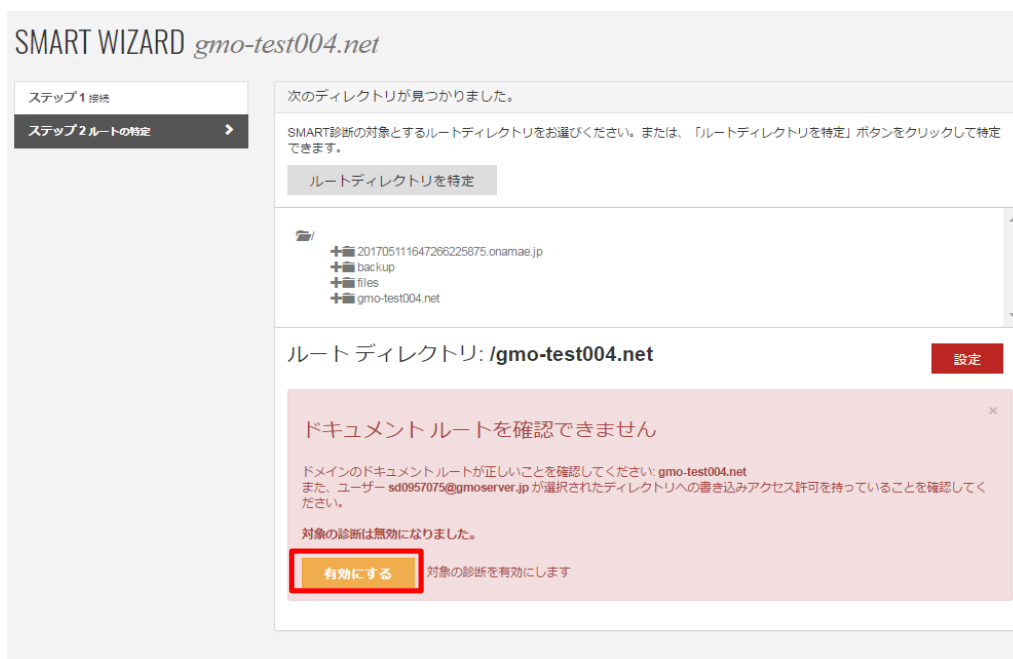 SMART WIZARD gmo-test004.net
ステップ 1 接続
ステップ 2 ルートの特定
次のディレクトリが見つかりました。
SMART診断の対象とするルートディレクトリをお選びください。または、「ルートディレクトリを特定」ボタンをクリックして特定
できます。
ルートディレクトリを特定
/
201705111647266225875.onamae.jp
backup
files
gmo-test004.net
ルート ディレクトリ: /gmo-test004.net
設定
×
ドキュメント ルートを確認できません
ドメインのドキュメント ルートが正しいことを確認してください: gmo-test004.net
また、ユーザー sd0957075@gmoserver.jp が選択されたディレクトリへの書き込みアクセス許可を持っていることを確認してく
ださい。
対象の診断は無効になりました。
有効にする 対象の診断を有効にします